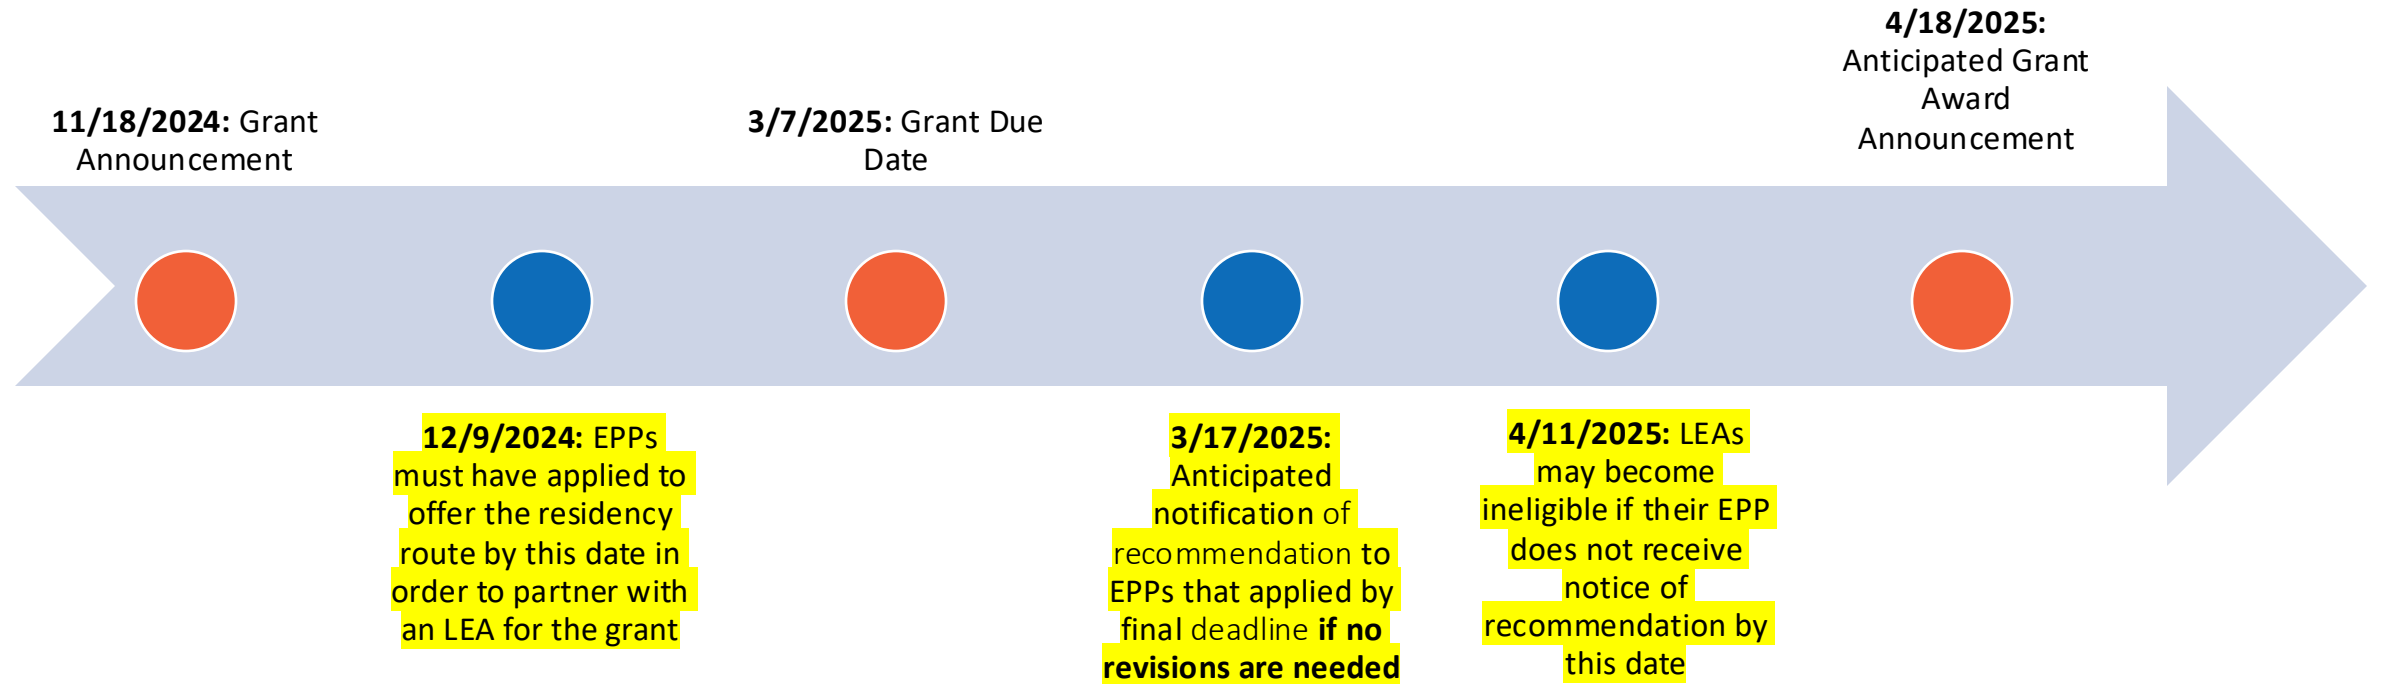 11/18/2024: Grant
Announcement
12/9/2024: EPPs
must have applied to
offer the residency
route by this date in
order to partner with
an LEA for the grant
3/7/2025: Grant Due
Date
3/17/2025:
Anticipated
notification of
recommendation to
EPPs that applied by
final deadline if no
revisions are needed
4/11/2025: LEAs
may become
ineligible if their EPP
does not receive
notice of
recommendation by
this date
4/18/2025:
Anticipated Grant
Award
Announcement